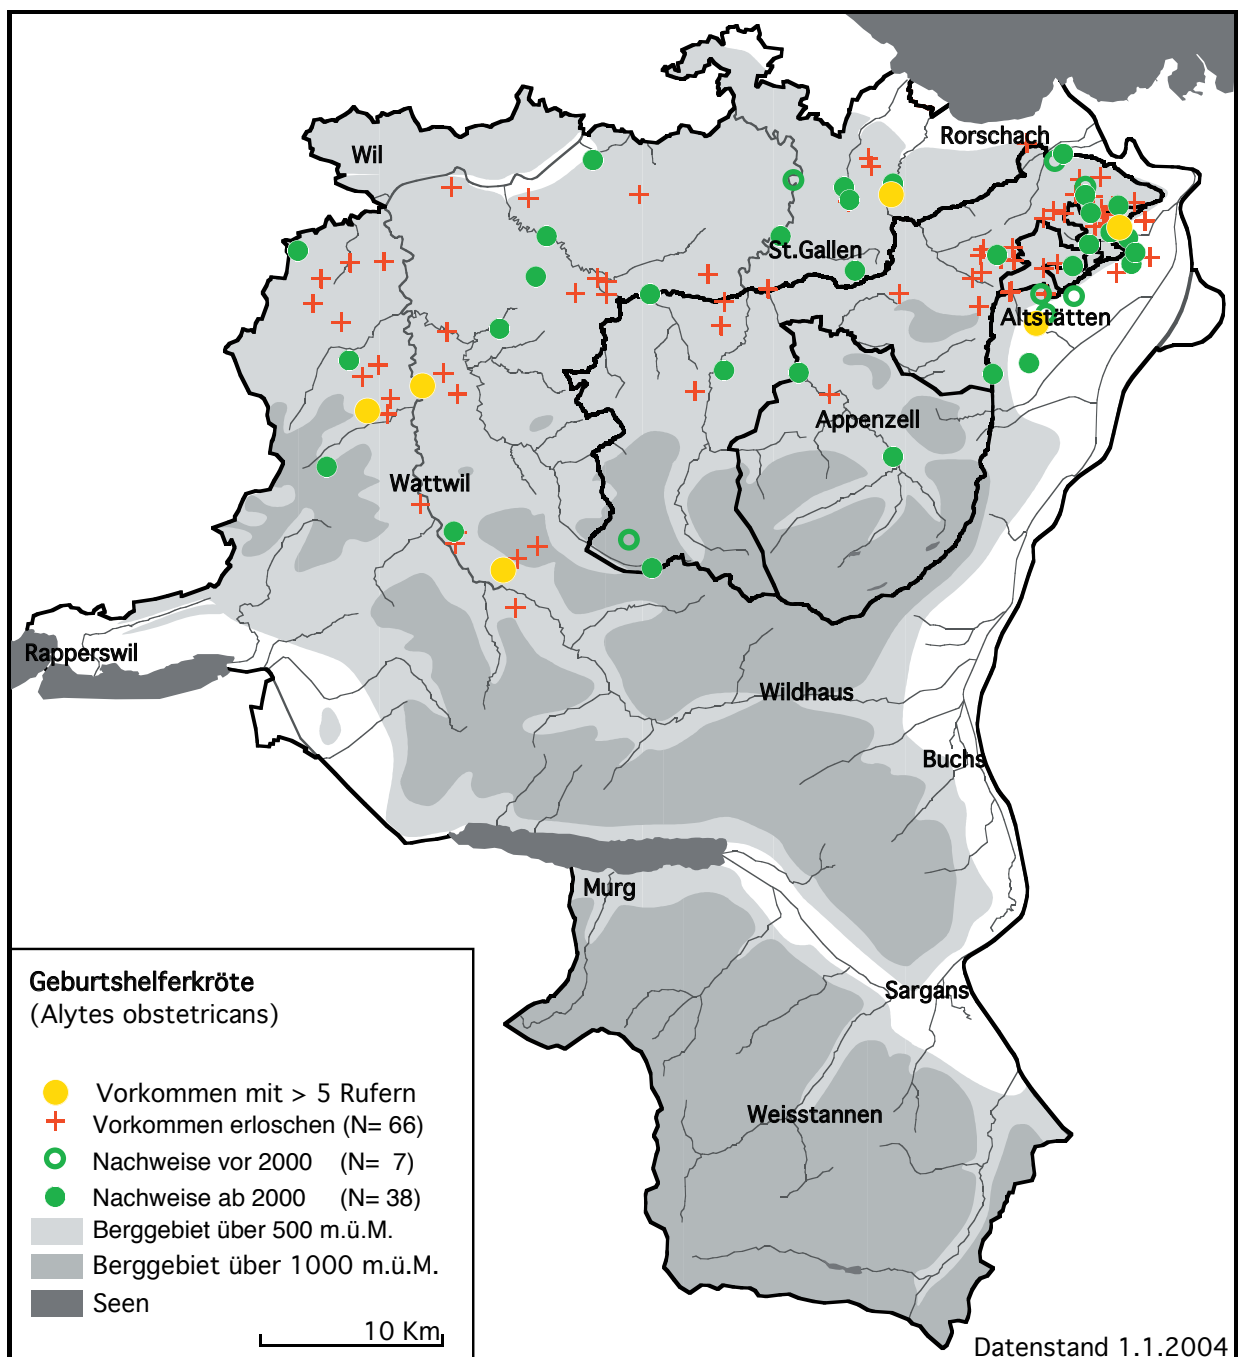 Rorschach
Wil
St.Gallen
Altstätten
Appenzell
Wattwil
Rapperswil
Wildhaus
Buchs
Murg
Sargans
Weisstannen
Geburtshelferkröte
(Alytes obstetricans)
Vorkommen mit > 5 Rufern
Vorkommen erloschen (N= 66)
Nachweise vor 2000 (N= 7)
Nachweise ab 2000 (N= 38)
Berggebiet über 500 m.ü.M.
Berggebiet über 1000 m.ü.M.
Seen
10 Km
Datenstand 1.1.2004